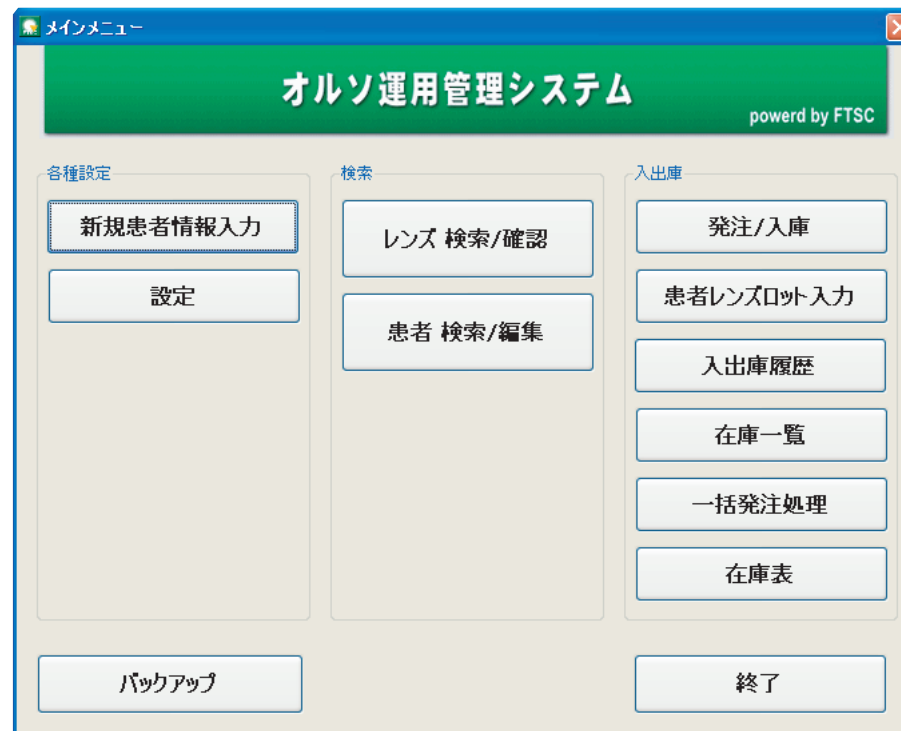 メインメニュー
オルソ運用管理システム
powerd by FTSC
各種設定
新規患者情報入力
設定
検索
レンズ 検索/確認
患者 検索/編集
入出庫
発注/入庫
患者レンズロット入力
入出庫履歴
在庫一覧
一括発注処理
在庫表
バックアップ
終了